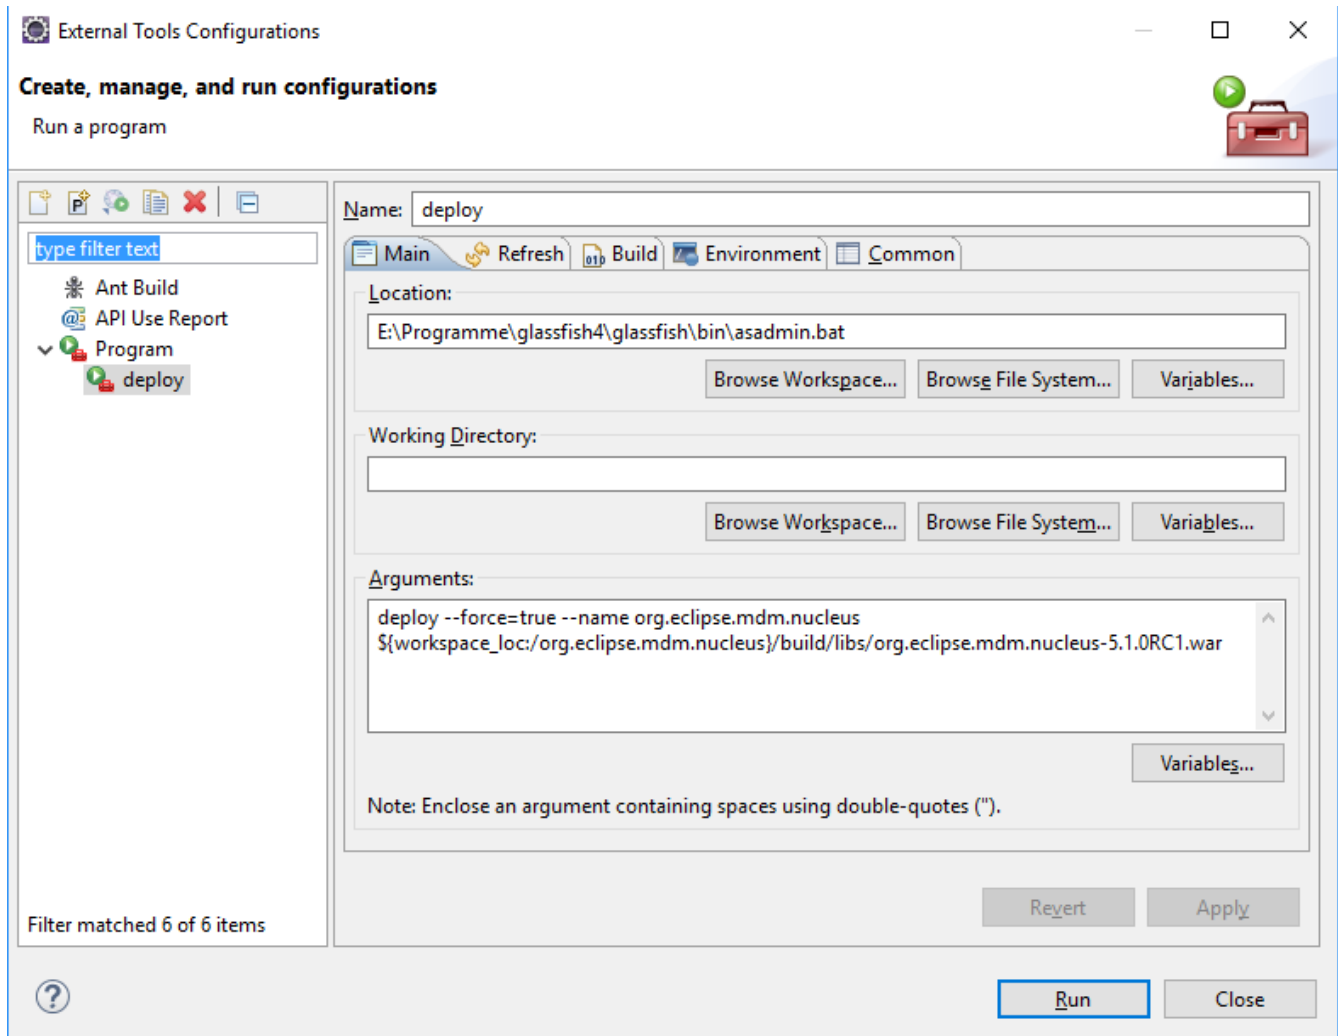 External Tools Configurations
Create, manage, and run configurations
Run a program
Name: deploy
type filter text
Main Refresh Build Environment Common
Ant Build
API Use Report
Program
deploy
Filter matched 6 of 6 items
Location:
E:\Programme\glassfish4\glassfish\bin\asadmin.bat
Browse Workspace... Browse File System... Variables...
Working Directory:
Browse Workspace... Browse File System... Variables...
Arguments:
deploy --force=true --name org.eclipse.mdm.nucleus
${workspace_loc:/org.eclipse.mdm.nucleus}/build/libs/org.eclipse.mdm.nucleus-5.1.0RC1.war
Variables...
Note: Enclose an argument containing spaces using double-quotes (").
Revert Apply
Run Close